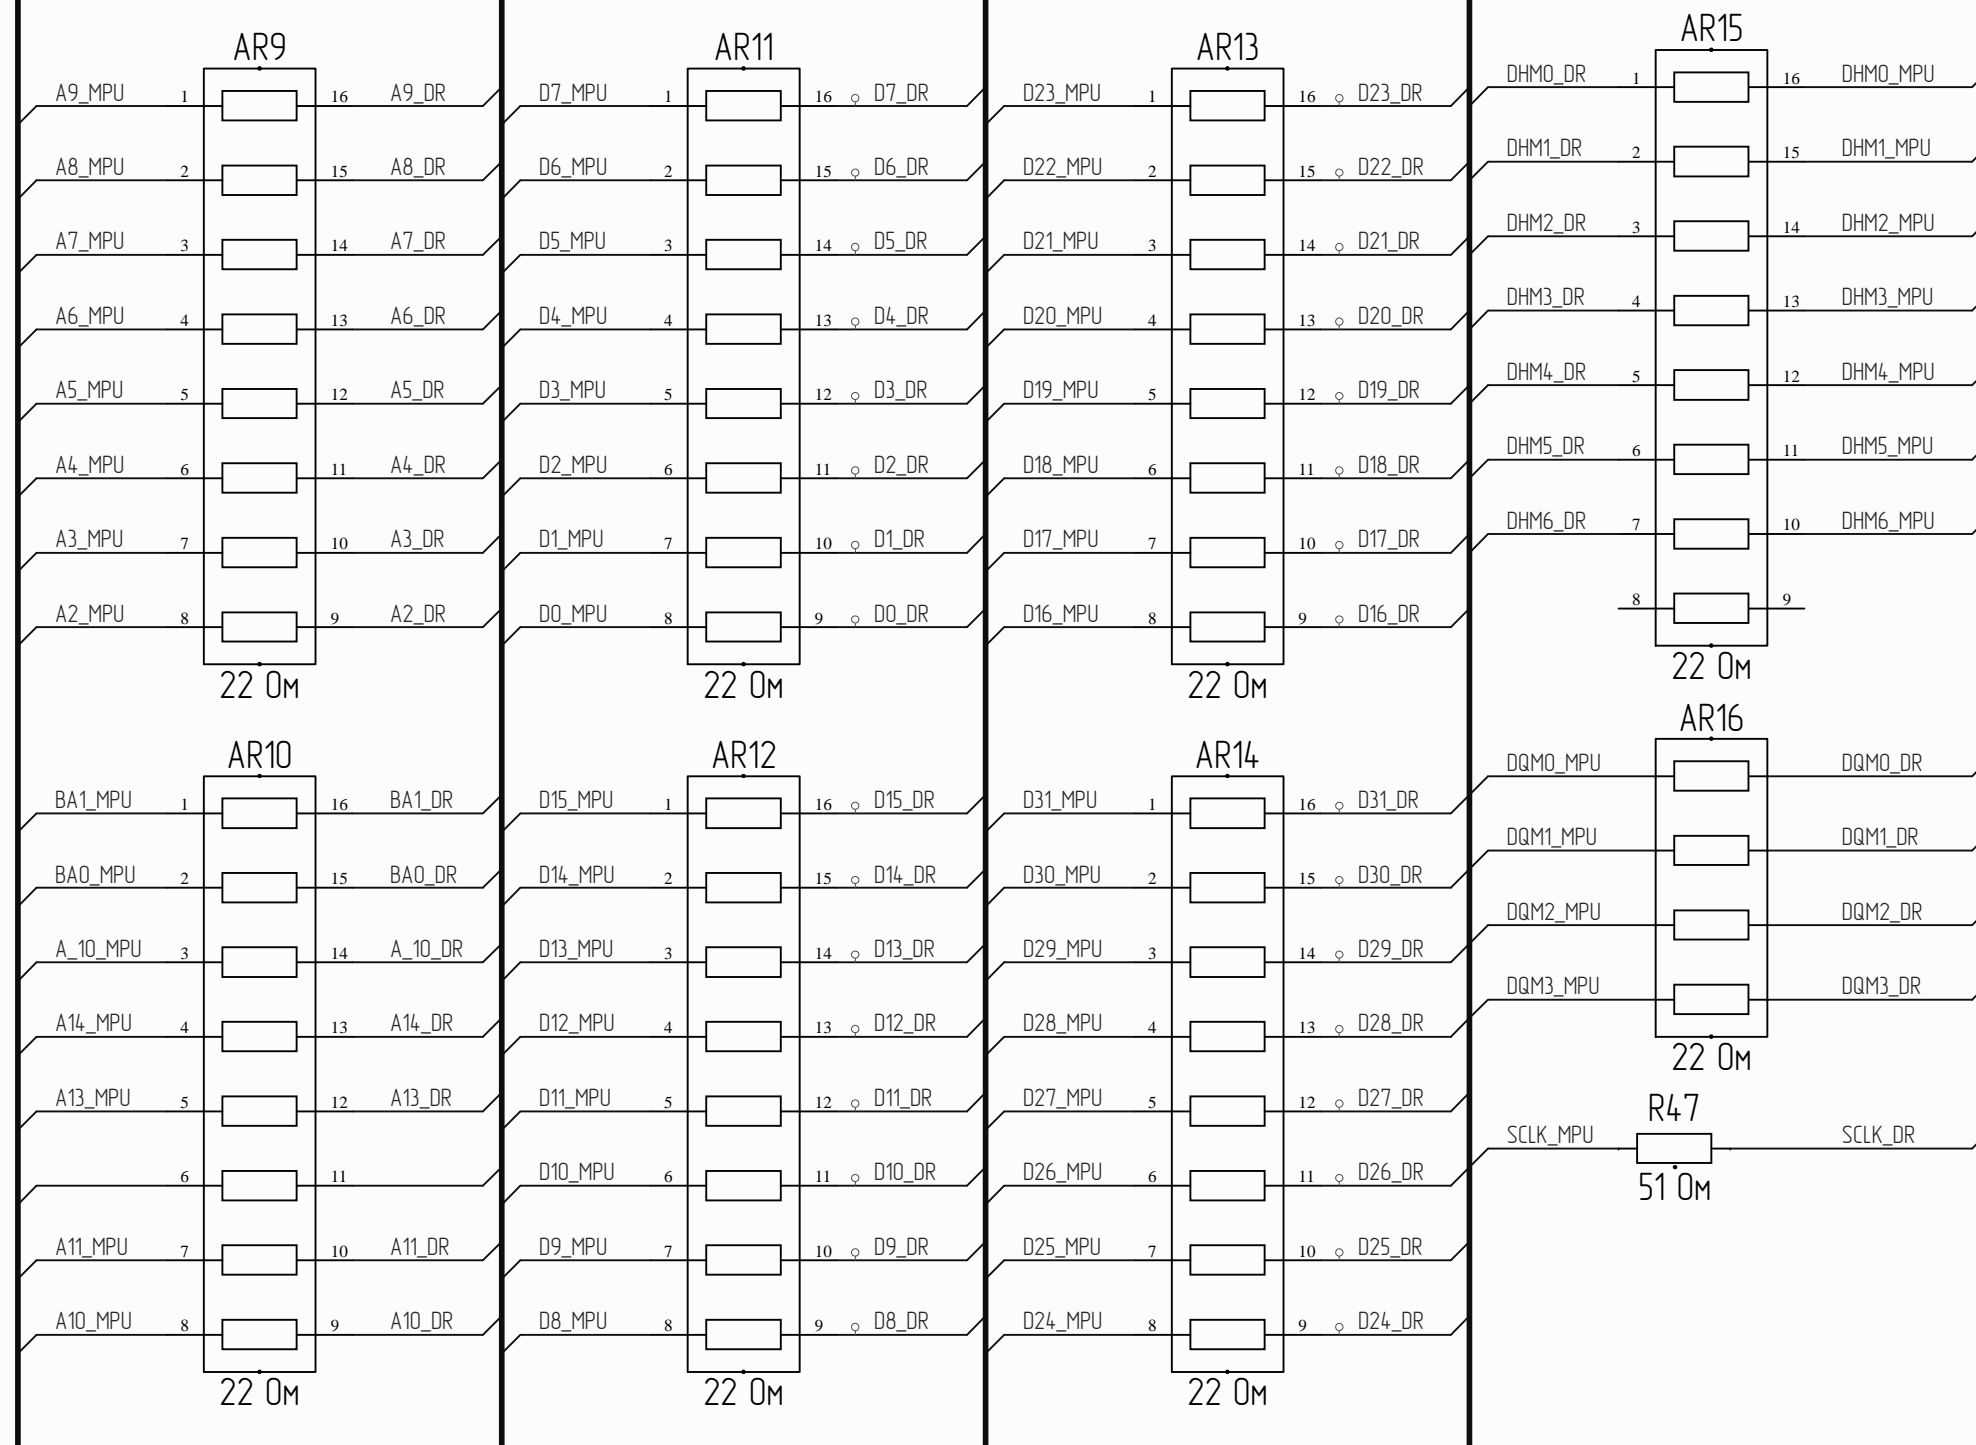 AR9
A9_MPU 1 16 A9_DR
A8_MPU 2 15 A8_DR
A7_MPU 3 14 A7_DR
A6_MPU 4 13 A6_DR
A5_MPU 5 12 A5_DR
A4_MPU 6 11 A4_DR
A3_MPU 7 10 A3_DR
A2_MPU 8 9 A2_DR
22 Ом
AR10
BA1_MPU 1 16 BA1_DR
BA0_MPU 2 15 BA0_DR
A_10_MPU 3 14 A_10_DR
A14_MPU 4 13 A14_DR
A13_MPU 5 12 A13_DR
6 11
A11_MPU 7 10 A11_DR
A10_MPU 8 9 A10_DR
22 Ом
AR11
D7_MPU 1 16 D7_DR
D6_MPU 2 15 D6_DR
D5_MPU 3 14 D5_DR
D4_MPU 4 13 D4_DR
D3_MPU 5 12 D3_DR
D2_MPU 6 11 D2_DR
D1_MPU 7 10 D1_DR
D0_MPU 8 9 D0_DR
22 Ом
AR12
D15_MPU 1 16 D15_DR
D14_MPU 2 15 D14_DR
D13_MPU 3 14 D13_DR
D12_MPU 4 13 D12_DR
D11_MPU 5 12 D11_DR
D10_MPU 6 11 D10_DR
D9_MPU 7 10 D9_DR
D8_MPU 8 9 D8_DR
22 Ом
AR13
D23_MPU 1 16 D23_DR
D22_MPU 2 15 D22_DR
D21_MPU 3 14 D21_DR
D20_MPU 4 13 D20_DR
D19_MPU 5 12 D19_DR
D18_MPU 6 11 D18_DR
D17_MPU 7 10 D17_DR
D16_MPU 8 9 D16_DR
22 Ом
AR14
D31_MPU 1 16 D31_DR
D30_MPU 2 15 D30_DR
D29_MPU 3 14 D29_DR
D28_MPU 4 13 D28_DR
D27_MPU 5 12 D27_DR
D26_MPU 6 11 D26_DR
D25_MPU 7 10 D25_DR
D24_MPU 8 9 D24_DR
22 Ом
AR15
DHM0_DR 1 16 DHM0_MPU
DHM1_DR 2 15 DHM1_MPU
DHM2_DR 3 14 DHM2_MPU
DHM3_DR 4 13 DHM3_MPU
DHM4_DR 5 12 DHM4_MPU
DHM5_DR 6 11 DHM5_MPU
DHM6_DR 7 10 DHM6_MPU
8 9
22 Ом
AR16
DQM0_MPU DQM0_DR
DQM1_MPU DQM1_DR
DQM2_MPU DQM2_DR
DQM3_MPU DQM3_DR
22 Ом
R47
SCLK_MPU SCLK_DR
51 Ом